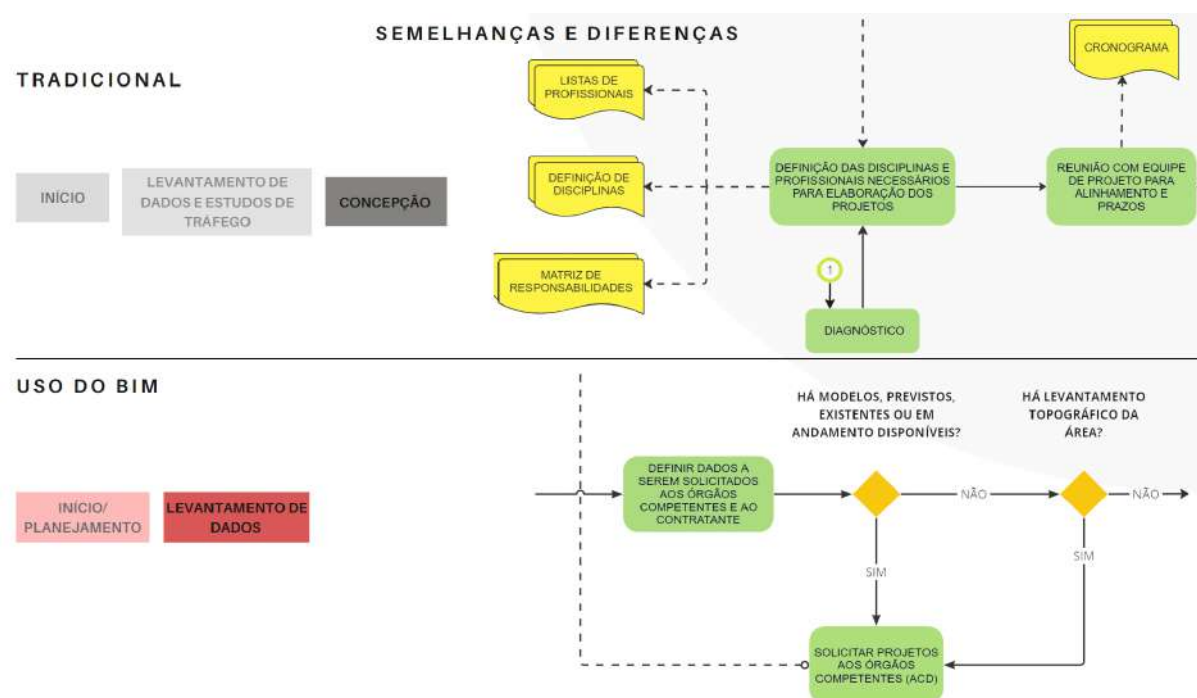 SEMELHANÇAS E DIFERENÇAS
TRADICIONAL
LISTAS DE
PROFISSIONAIS
CRONOGRAMA
INÍCIO
LEVANTAMENTO DE
DADOS E ESTUDOS DE
TRÁFEGO
CONCEPÇÃO
DEFINIÇÃO DE
DISCIPLINAS
DEFINIÇÃO DAS DISCIPLINAS E
PROFISSIONAIS NECESSÁRIOS
PARA ELABORAÇÃO DOS
PROJETOS
REUNIÃO COM EQUIPE
DE PROJETO PARA
ALINHAMENTO E
PRAZOS
MATRIZ DE
RESPONSABILIDADES
1
DIAGNÓSTICO
USO DO BIM
HÁ MODELOS, PREVISTOS,
EXISTENTES OU EM
ANDAMENTO DISPONÍVEIS?
HÁ LEVANTAMENTO
TOPOGRÁFICO DA
ÁREA?
INÍCIO/
PLANEJAMENTO
LEVANTAMENTO DE
DADOS
DEFINIR DADOS A
SEREM SOLICITADOS
AOS ÓRGÃOS
COMPETENTES E AO
CONTRATANTE
NÃO
NÃO
SIM
SIM
SOLICITAR PROJETOS
AOS ÓRGÃOS
COMPETENTES (ACD)